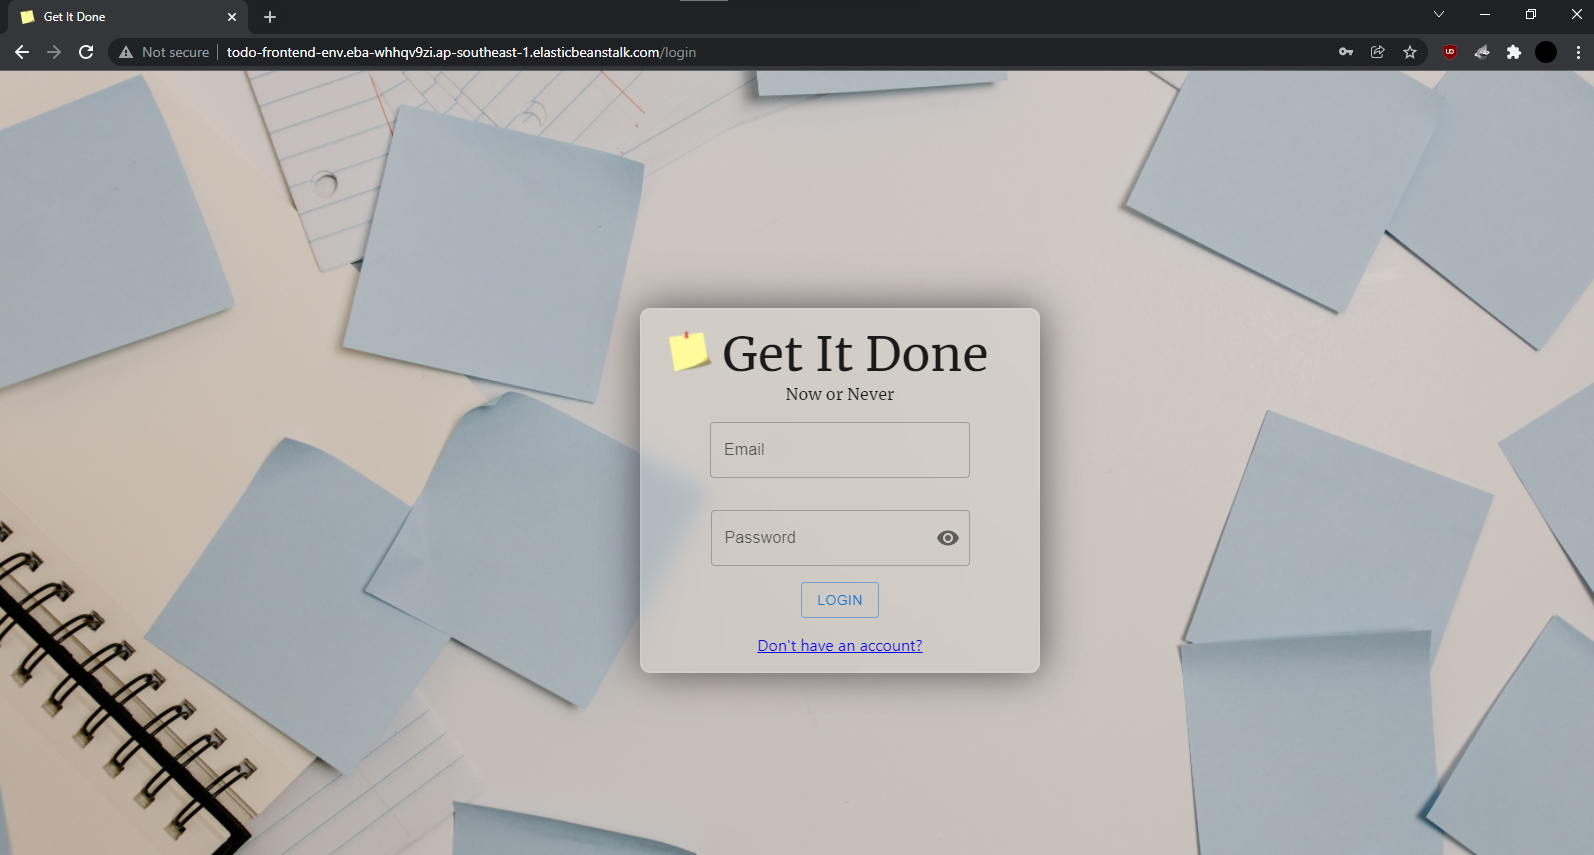 Get It Done
Not secure
todo-frontend-env.eba-whhqv9zi.ap-southeast-1.elasticbeanstalk.com/login
UD
Get It Done
Now or Never
Email
Password
LOGIN
Don't have an account?